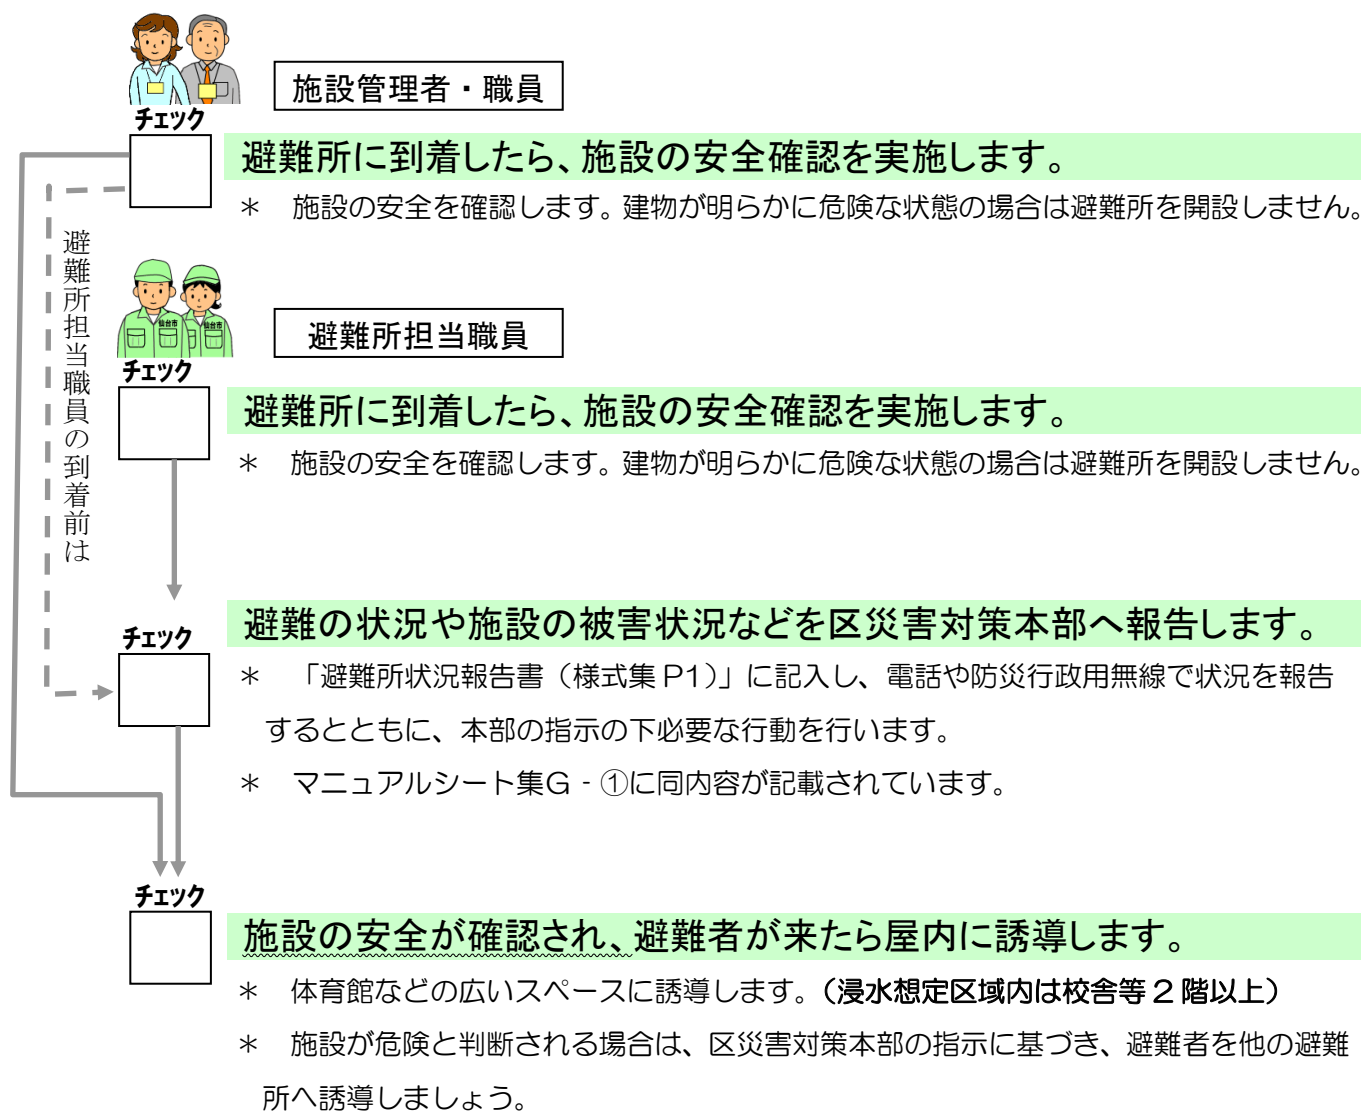 施設管理者・職員
チェック
避難所に到着したら、施設の安全確認を実施します。
＊　施設の安全を確認します。建物が明らかに危険な状態の場合は避難所を開設しません。
避難所担当職員の到着前は
仙台市
仙台市
避難所担当職員
チェック
避難所に到着したら、施設の安全確認を実施します。
＊　施設の安全を確認します。建物が明らかに危険な状態の場合は避難所を開設しません。
避難の状況や施設の被害状況などを区災害対策本部へ報告します。
チェック
＊　「避難所状況報告書（様式集 P1）」に記入し、電話や防災行政用無線で状況を報告
するとともに、本部の指示の下必要な行動を行います。
＊　マニュアルシート集G‐①に同内容が記載されています。
チェック
施設の安全が確認され、避難者が来たら屋内に誘導します。
＊　体育館などの広いスペースに誘導します。（浸水想定区域内は校舎等 2 階以上）
＊　施設が危険と判断される場合は、区災害対策本部の指示に基づき、避難者を他の避難
所へ誘導しましょう。